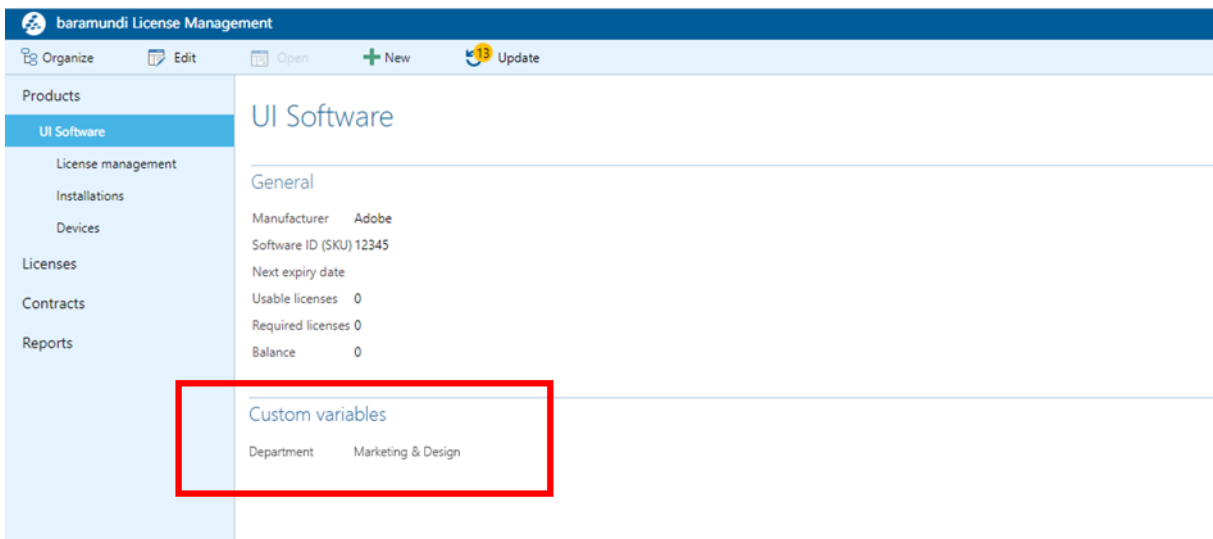 baramundi License Management
Organize Edit Open New 13 Update
Products
UI Software
License management
Installations
Devices
Licenses
Contracts
Reports
UI Software
General
Manufacturer Adobe
Software ID (SKU) 12345
Next expiry date
Usable licenses 0
Required licenses 0
Balance 0
Custom variables
Department Marketing & Design